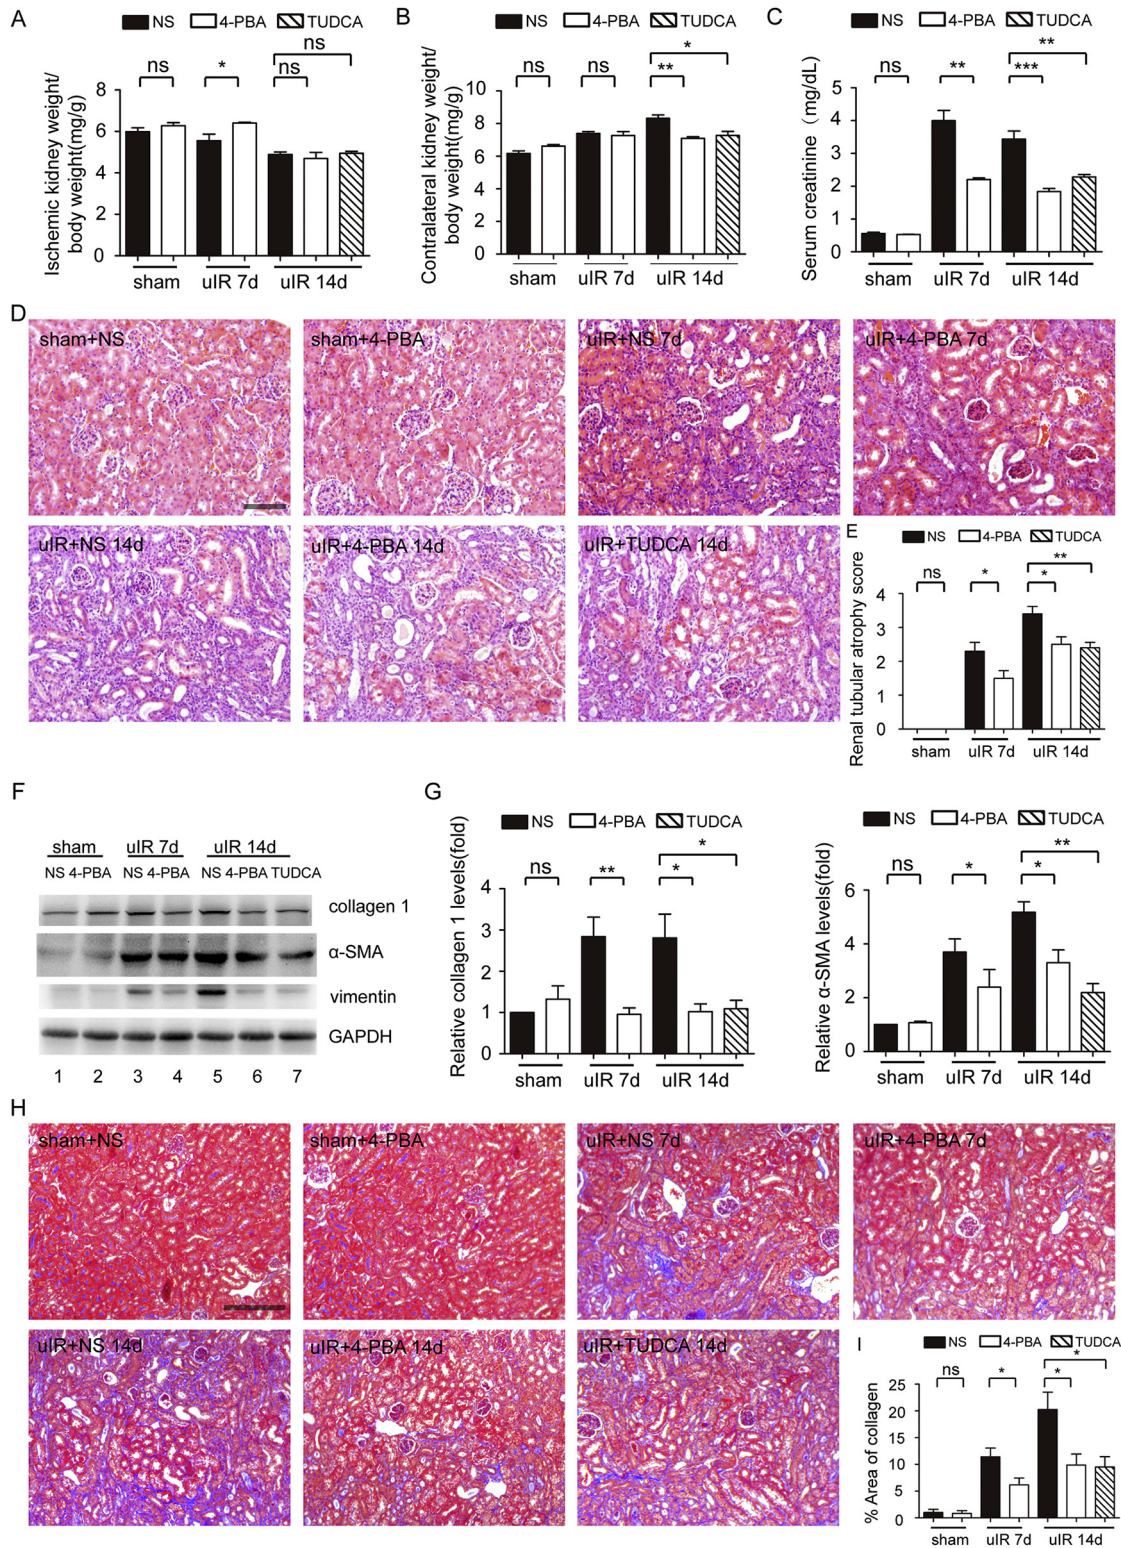 A
NS 4-PBA TUDCA
ns
ns * ns
8
6
4
2
0
Ischemic kidney weight/
body weight(mg/g)
sham uIR 7d uIR 14d
B
NS 4-PBA TUDCA
*
ns ns **
10
8
6
4
2
0
Contralateral kidney weight/
body weight(mg/g)
sham uIR 7d uIR 14d
C
NS 4-PBA TUDCA
**
ns ** ***
5
4
3
2
1
0
Serum creatinine (mg/dL)
sham uIR 7d uIR 14d
D
sham+NS
sham+4-PBA
uIR+NS 7d
uIR+4-PBA 7d
uIR+NS 14d
uIR+4-PBA 14d
uIR+TUDCA 14d
E
NS 4-PBA TUDCA
**
ns * *
4
3
2
1
0
Renal tubular atrophy score
sham uIR 7d uIR 14d
F
sham uIR 7d uIR 14d
NS 4-PBA NS 4-PBA NS 4-PBA TUDCA
collagen 1
α-SMA
vimentin
GAPDH
1 2 3 4 5 6 7
G
NS 4-PBA TUDCA
*
ns ** *
4
3
2
1
0
Relative collagen 1 levels(fold)
sham uIR 7d uIR 14d
NS 4-PBA TUDCA
**
ns * *
6
4
2
0
Relative α-SMA levels(fold)
sham uIR 7d uIR 14d
H
sham+NS
sham+4-PBA
uIR+NS 7d
uIR+4-PBA 7d
uIR+NS 14d
uIR+4-PBA 14d
uIR+TUDCA 14d
I
NS 4-PBA TUDCA
*
ns * *
25
20
15
10
5
0
% Area of collagen
sham uIR 7d uIR 14d